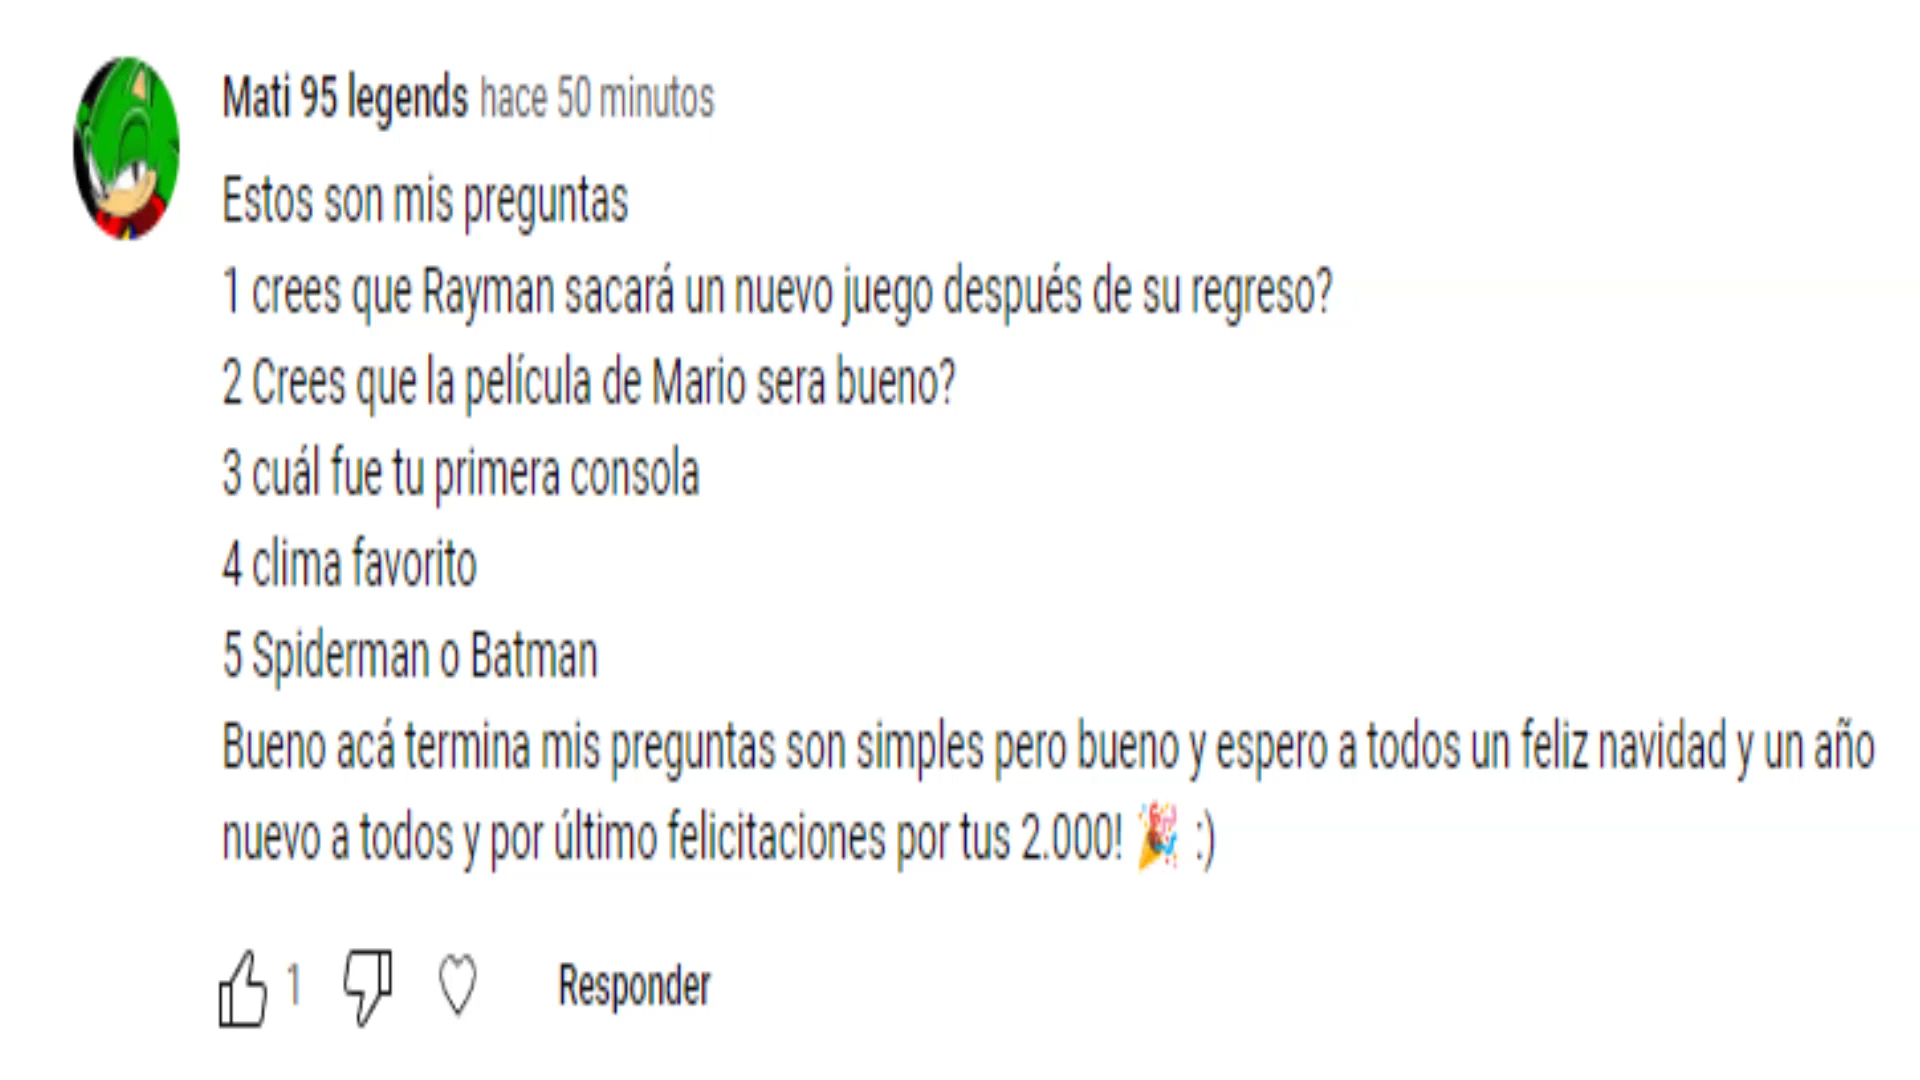 Mati 95 legends hace 50 minutos
Estos son mis preguntas
1 crees que Rayman sacará un nuevo juego después de su regreso?
2 Crees que la película de Mario sera bueno?
3 cuál fue tu primera consola
4 clima favorito
5 Spiderman o Batman
Bueno acá termina mis preguntas son simples pero bueno y espero a todos un feliz navidad y un año
nuevo a todos y por último felicitaciones por tus 2.000! 🎉 :)
1
Responder